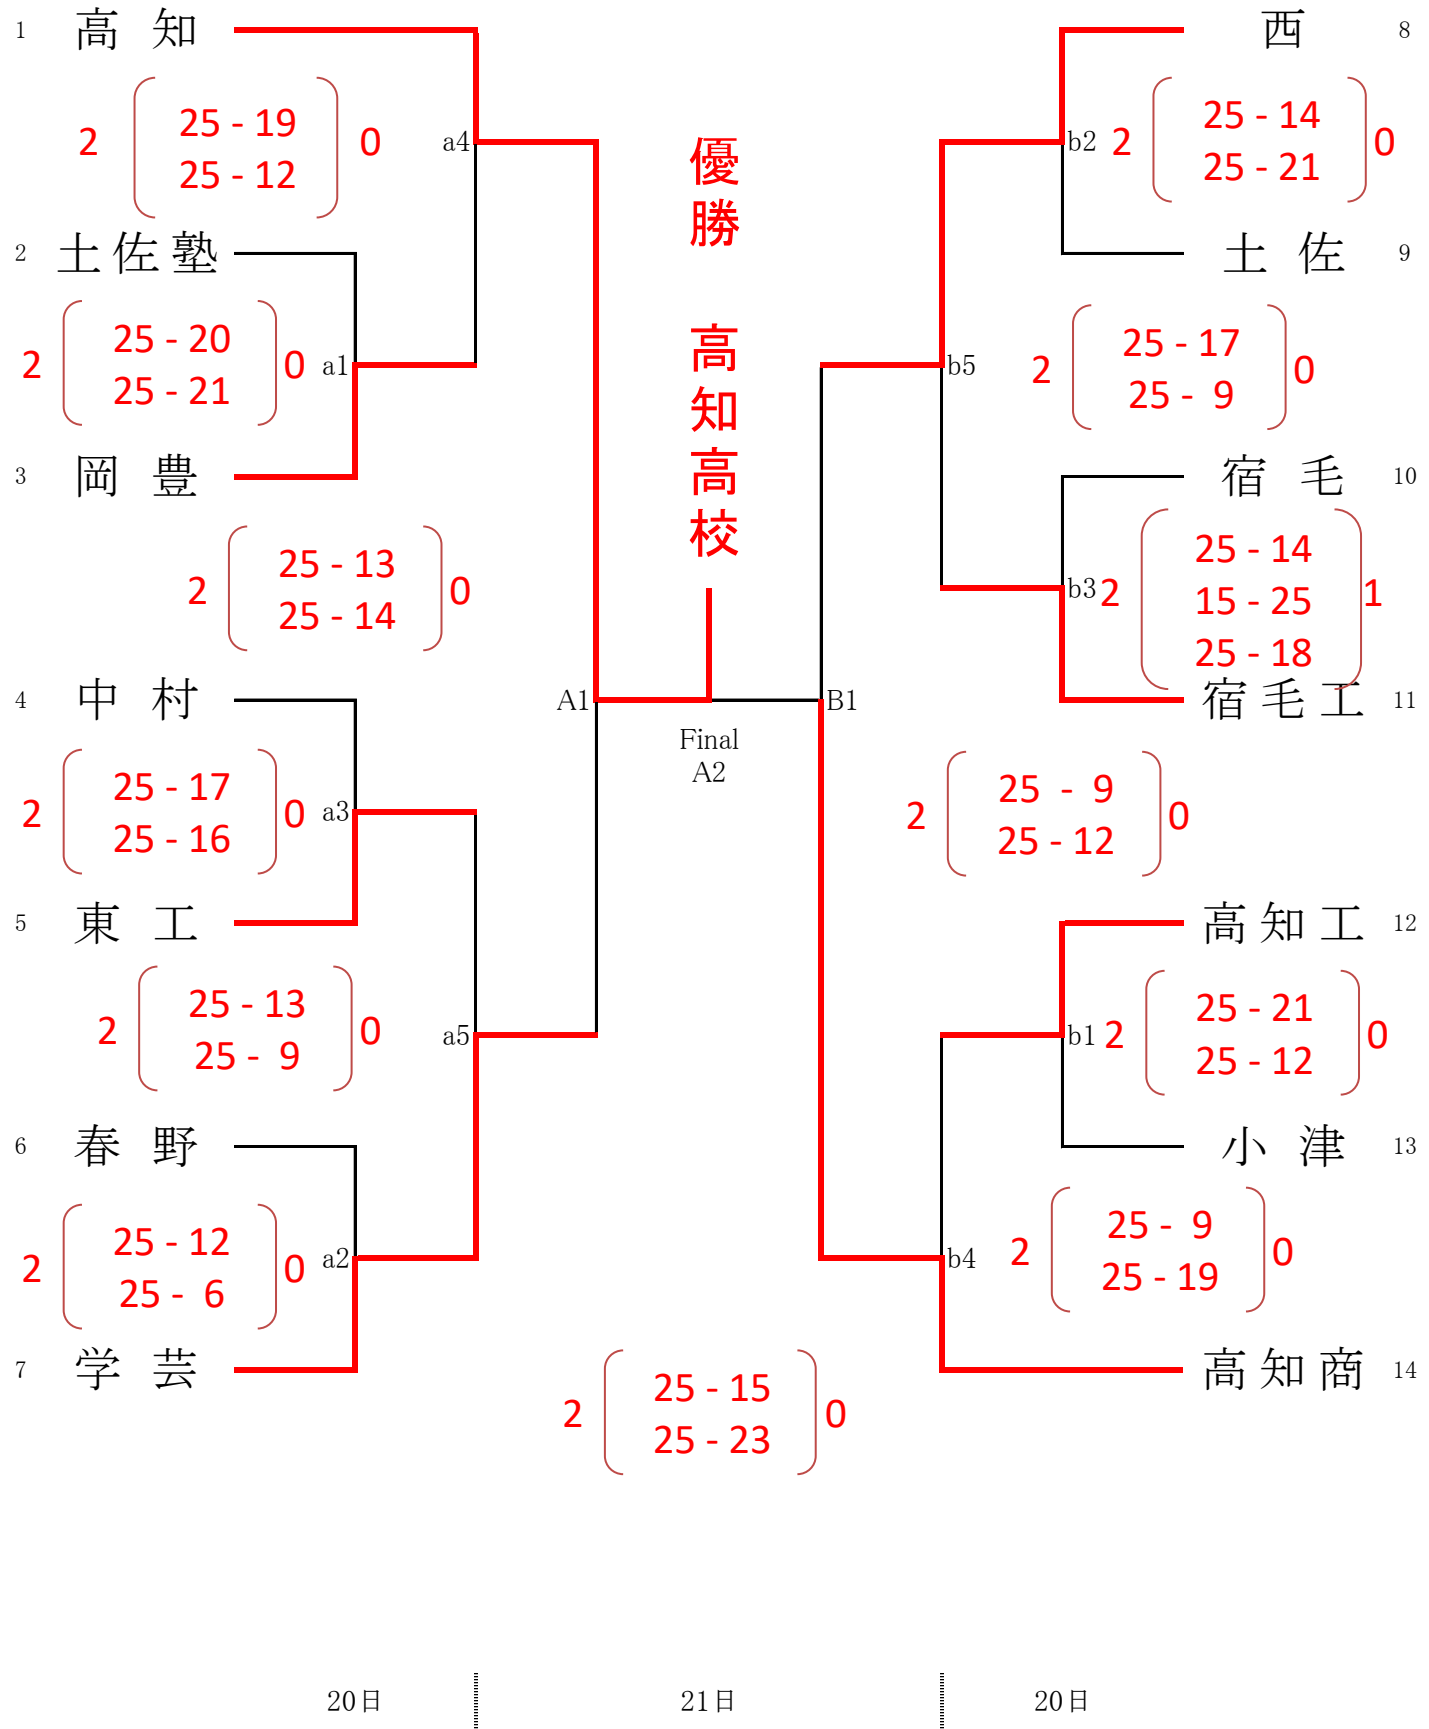 1 高知
2 25 - 19 0
25 - 12
a4
2 土佐塾
2 25 - 20 0
25 - 21
a1
3 岡豊
2 25 - 13 0
25 - 14
4 中村
2 25 - 17 0
25 - 16
a3
5 東工
2 25 - 13 0
25 - 9
a5
6 春野
2 25 - 12 0
25 - 6
a2
7 学芸
優勝 高知高校
A1
B1
Final
A2
2 25 - 15 0
25 - 23
西 8
b2 2 25 - 14 0
25 - 21
土佐 9
b5 2 25 - 17 0
25 - 9
宿毛 10
25 - 14
b3 2 15 - 25 1
25 - 18
宿毛工 11
2 25 - 9 0
25 - 12
高知工 12
b1 2 25 - 21 0
25 - 12
小津 13
b4 2 25 - 9 0
25 - 19
高知商 14
20日 21日 20日